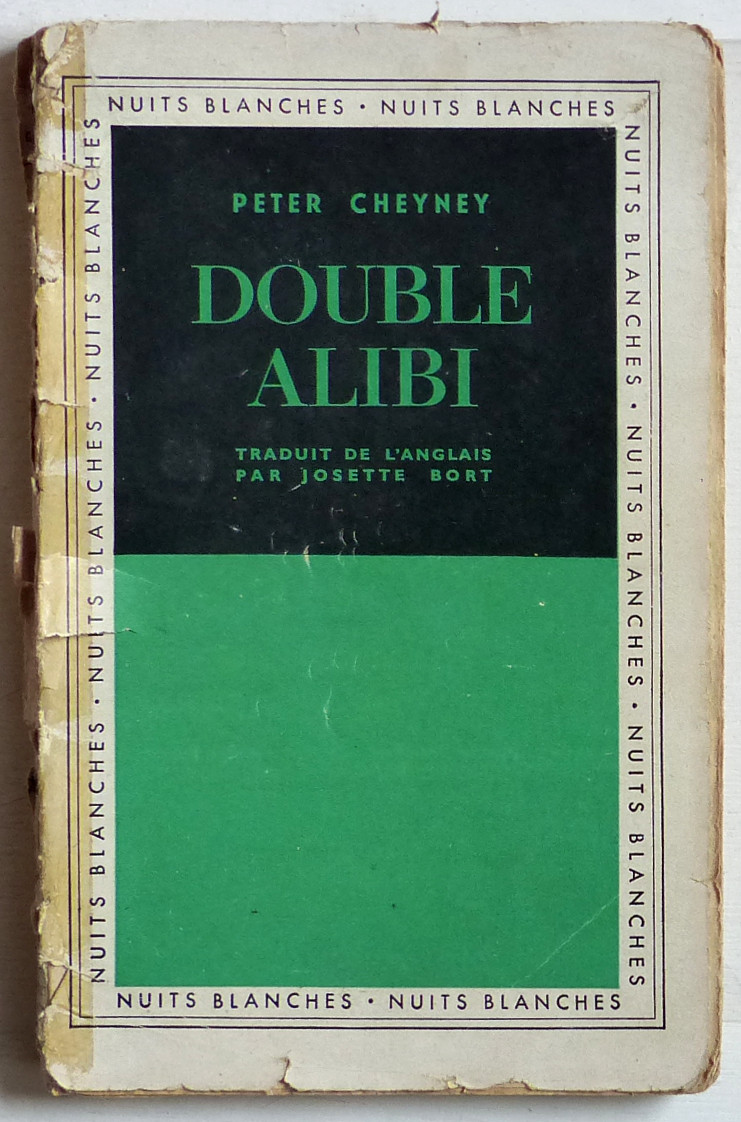 NUITS BLANCHES • NUITS BLANCHES
PETER CHEYNEY
DOUBLE
ALIBI
TRADUIT DE L'ANGLAIS
PAR JOSETTE BORT
NUITS BLANCHES • NUITS BLANCHES • NUITS BLANCHES
NUITS BLANCHES • NUITS BLANCHES • NUITS BLANCHES
NUITS BLANCHES • NUITS BLANCHES